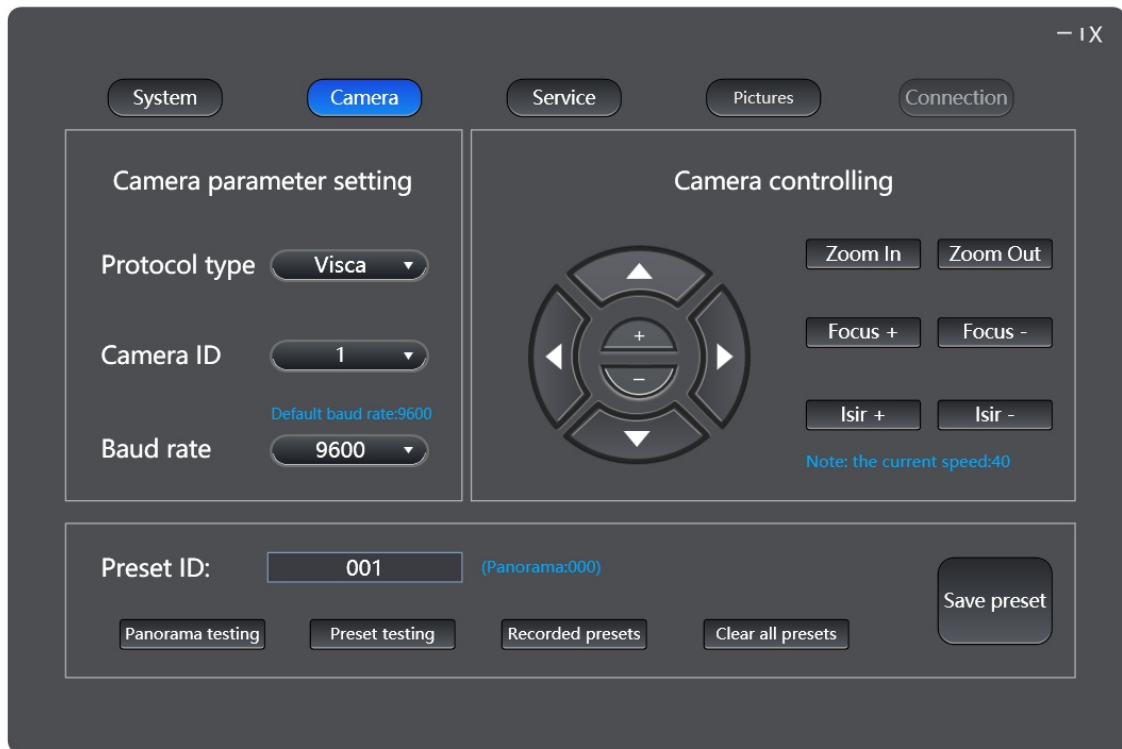 − ı X
System Camera Service Pictures Connection
Camera parameter setting
Protocol type Visca
Camera ID 1
Default baud rate:9600
Baud rate 9600
Camera controlling
Zoom In Zoom Out
+
Focus + Focus -
−
Isir + Isir -
Note: the current speed:40
Preset ID: 001 (Panorama:000)
Save preset
Panorama testing Preset testing Recorded presets Clear all presets